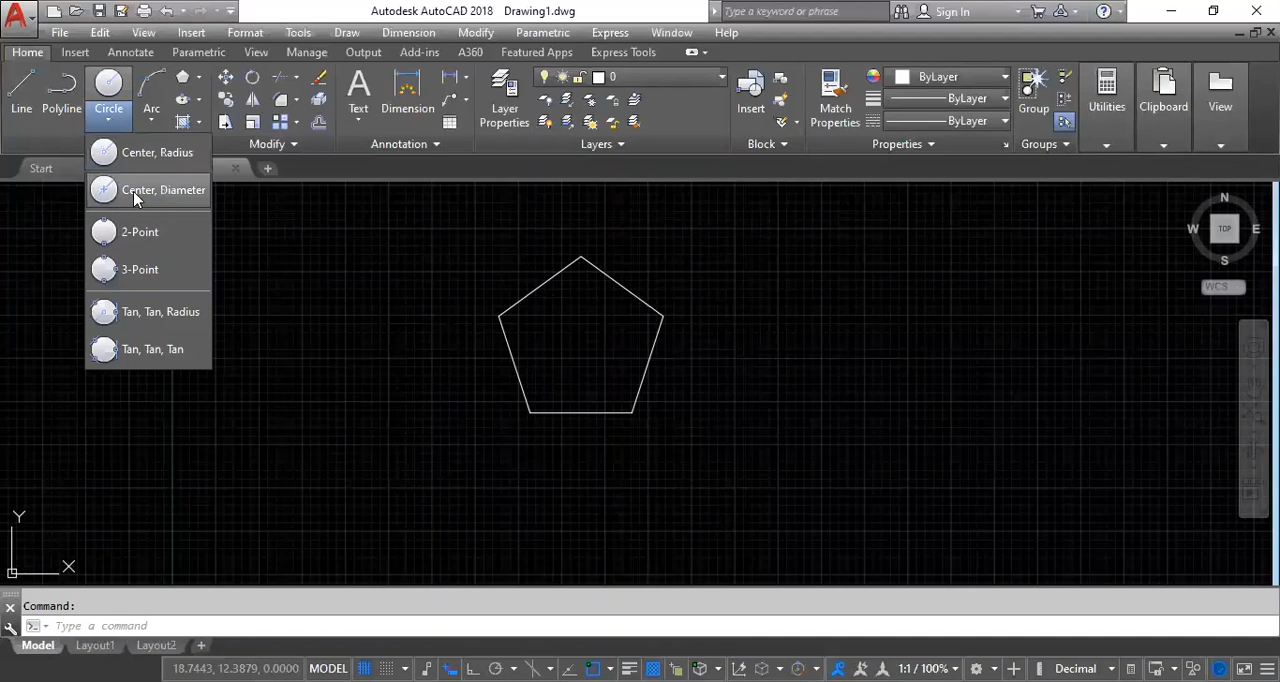 Autodesk AutoCAD 2018 Drawing1.dwg
Type a keyword or phrase
Sign In
File Edit View Insert Format Tools Draw Dimension Modify Parametric Express Window Help
Home Insert Annotate Parametric View Manage Output Add-ins A360 Featured Apps Express Tools
Line Polyline Circle Arc
Text Dimension
Layer Properties
0
Insert
Match Properties
ByLayer
ByLayer
ByLayer
Group
Utilities Clipboard View
Modify Annotation Layers Block Properties Groups
Start
Center, Radius
Center, Diameter
2-Point
3-Point
Tan, Tan, Radius
Tan, Tan, Tan
N
W TOP E
S
WCS
Y
X
Command:
Type a command
Model Layout1 Layout2
18.7443, 12.3879, 0.0000 MODEL 1:1 / 100% Decimal